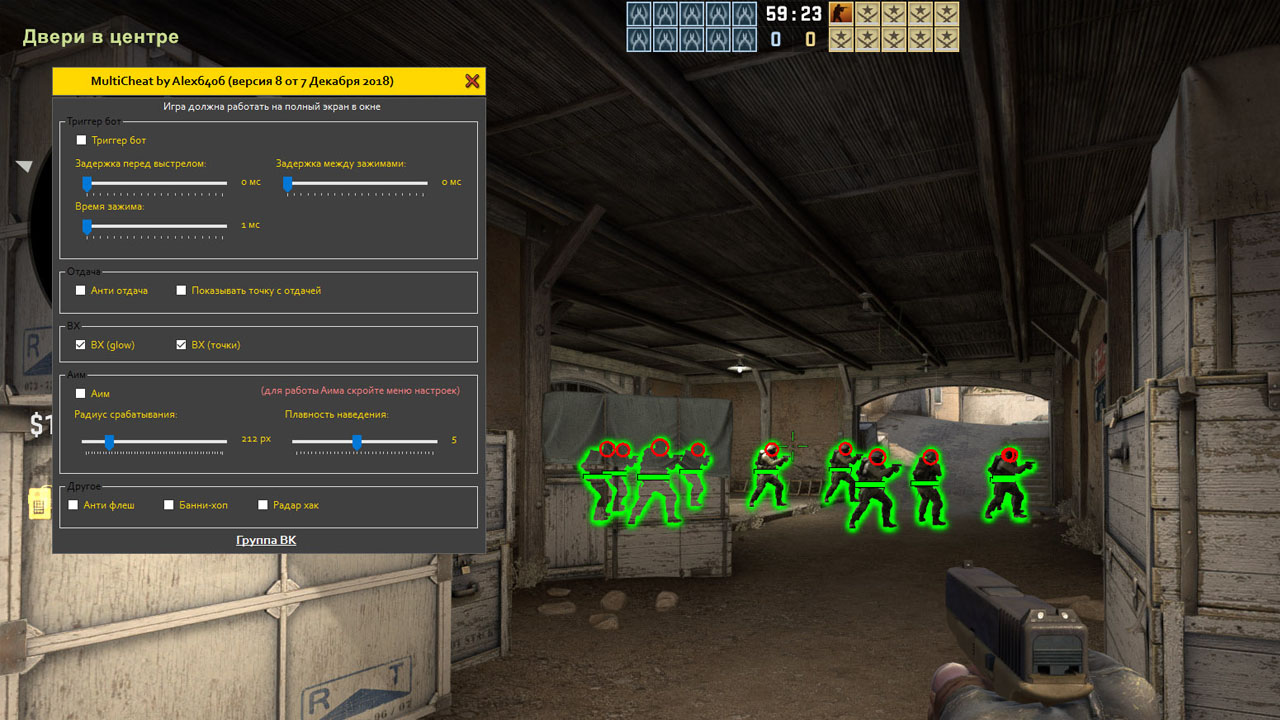 Двери в центре
59:23
0 0
MultiCheat by Alex6406 (версия 8 от 7 Декабря 2018)
Игра должна работать на полный экран в окне
Триггер бот
Триггер бот
Задержка перед выстрелом: Задержка между зажимами:
0 мс 0 мс
Время зажима:
1 мс
Отдача
Анти отдача Показывать точку с отдачей
ВХ
ВХ (glow) ВХ (точки)
Аим
Аим (для работы Аима скройте меню настроек)
Радиус срабатывания: Плавность наведения:
212 px 5
Другое
Анти флеш Банни-хоп Радар хак
Группа ВК
$1
R T